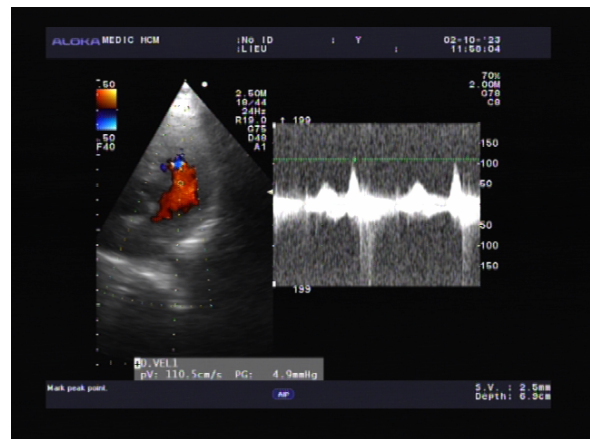 ALOKA MEDIC HCM :No ID : Y 02-10-'23
:LIEU : 11:58:04
.50
.50
F40
2.50M
18/44
24Hz
R19.0
G75
D48
A1
70%
2.00M
G78
C8
↑ 199
150
100
50
50
100
150
199
D.VEL1
pV: 110.5cm/s PG: 4.9mmHg
Mark peak point.
AIP
S.V. : 2.5mm
Depth: 6.9cm